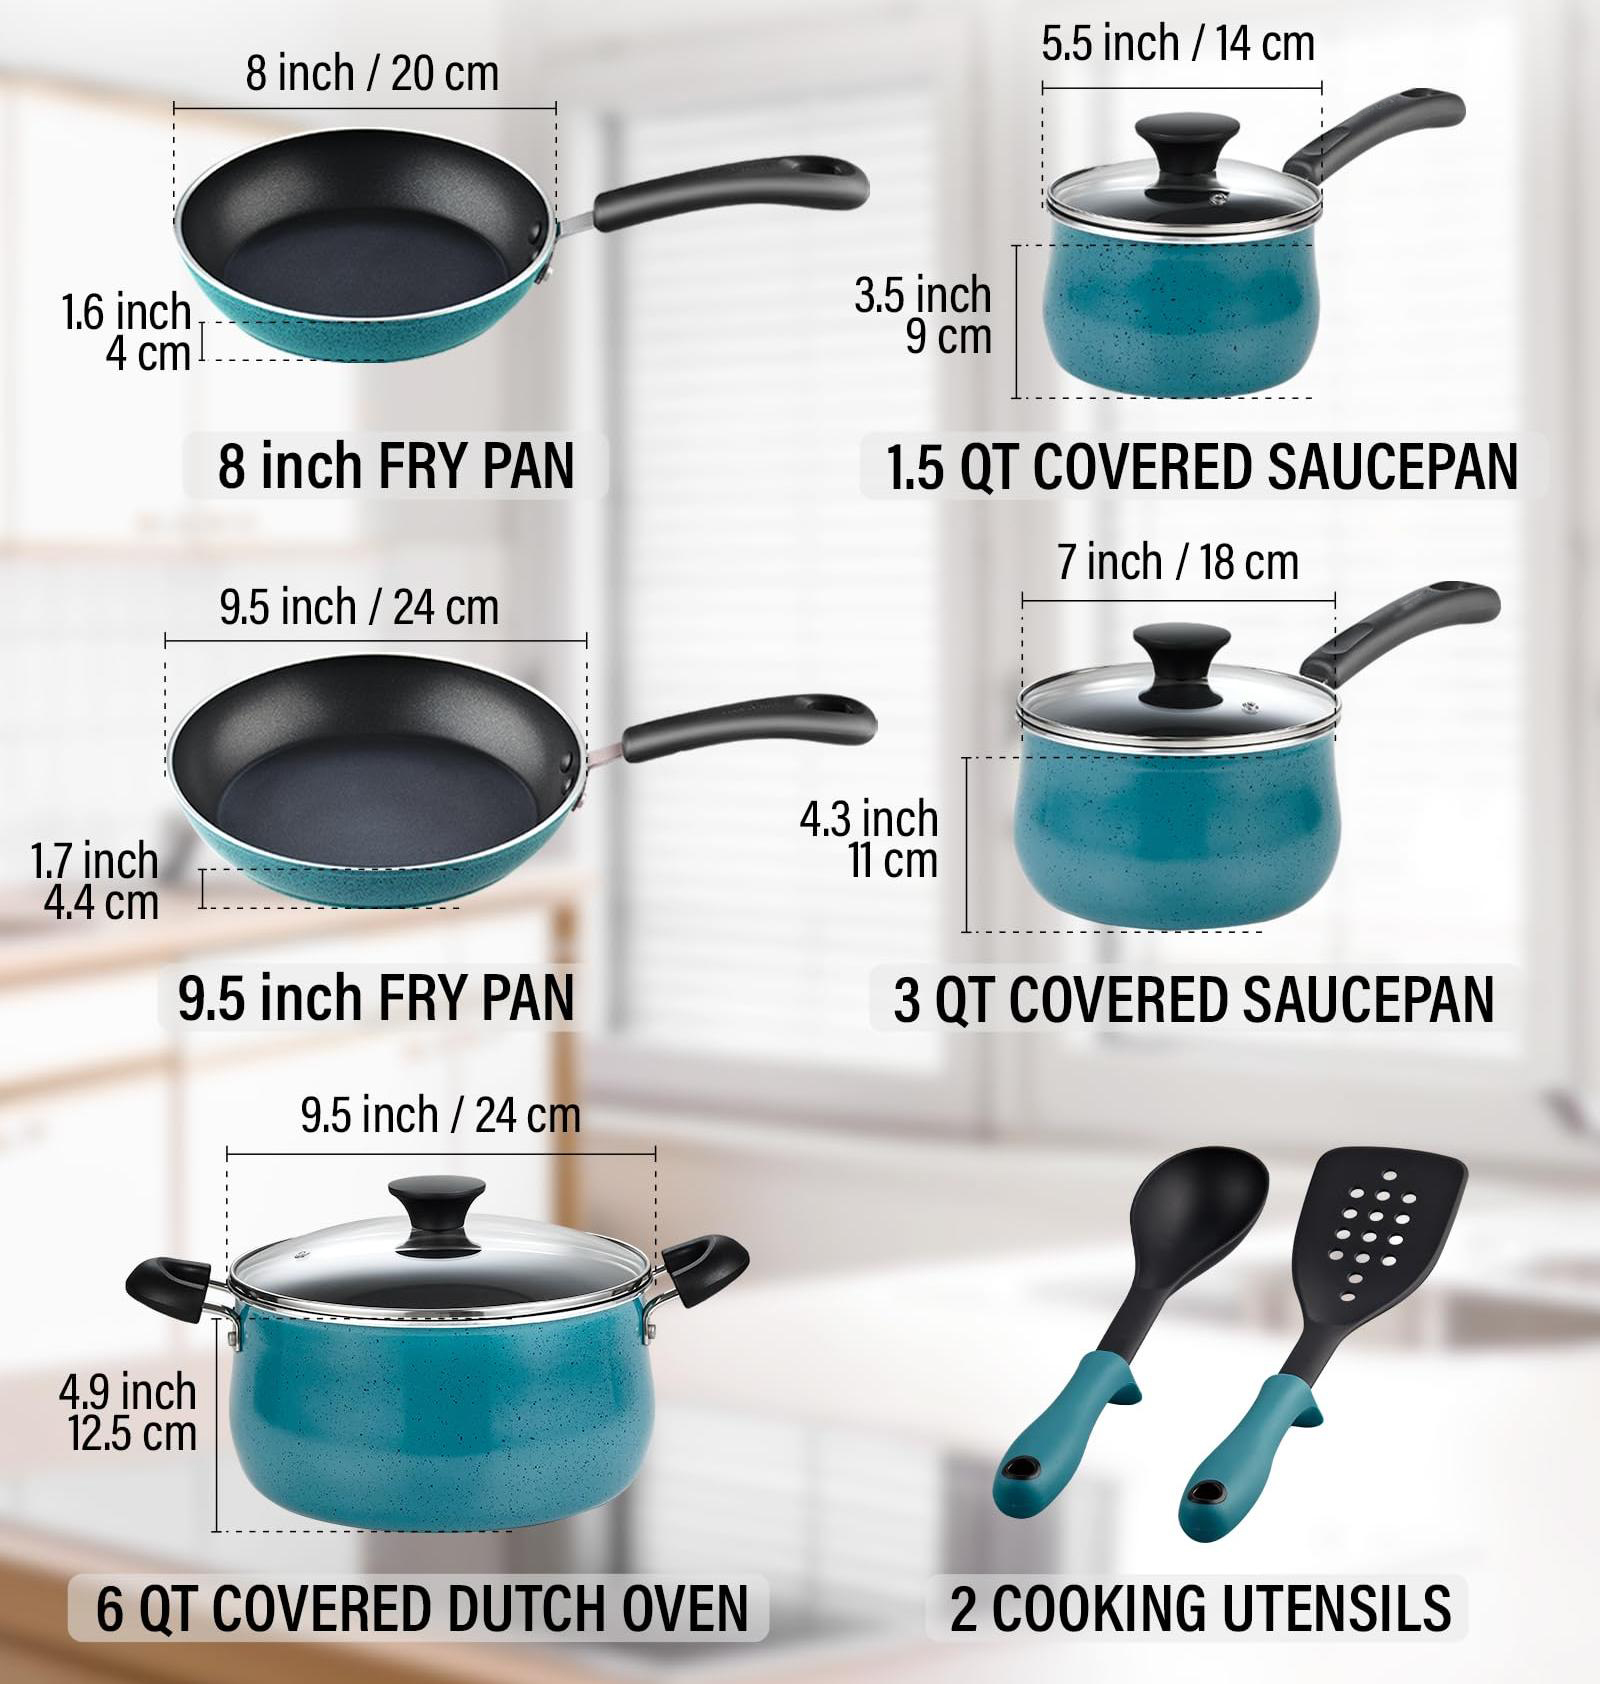 8 inch / 20 cm
1.6 inch
4 cm
8 inch FRY PAN
5.5 inch / 14 cm
3.5 inch
9 cm
1.5 QT COVERED SAUCEPAN
9.5 inch / 24 cm
1.7 inch
4.4 cm
9.5 inch FRY PAN
7 inch / 18 cm
4.3 inch
11 cm
3 QT COVERED SAUCEPAN
9.5 inch / 24 cm
4.9 inch
12.5 cm
6 QT COVERED DUTCH OVEN
2 COOKING UTENSILS